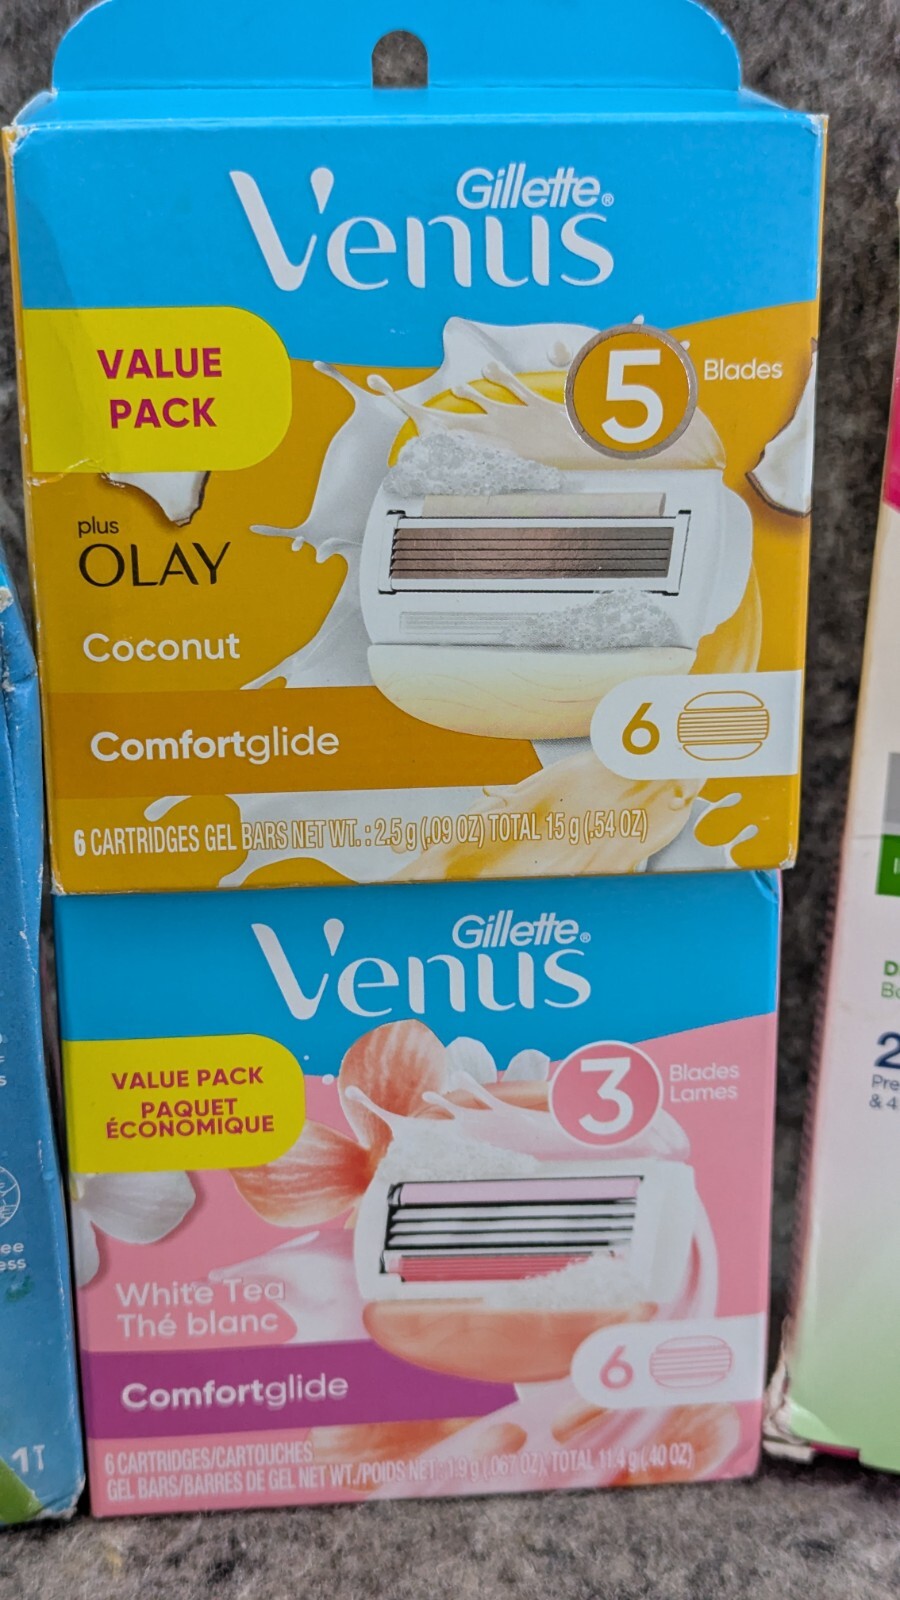 Gillette®
Venus
VALUE
PACK
5
Blades
plus
OLAY
Coconut
Comfortglide
6
6 CARTRIDGES GEL BARS NET WT. : 2.5 g (.09 OZ) TOTAL 15 g (.54 OZ)
Gillette®
Venus
VALUE PACK
PAQUET
ÉCONOMIQUE
3
Blades
Lames
White Tea
Thé blanc
Comfortglide
6
6 CARTRIDGES/CARTOUCHES
GEL BARS/BARRES DE GEL NET WT./POIDS NET : 1.9 g (.067 OZ), TOTAL 11.4 g (.40 OZ)
2
Pre
& 4